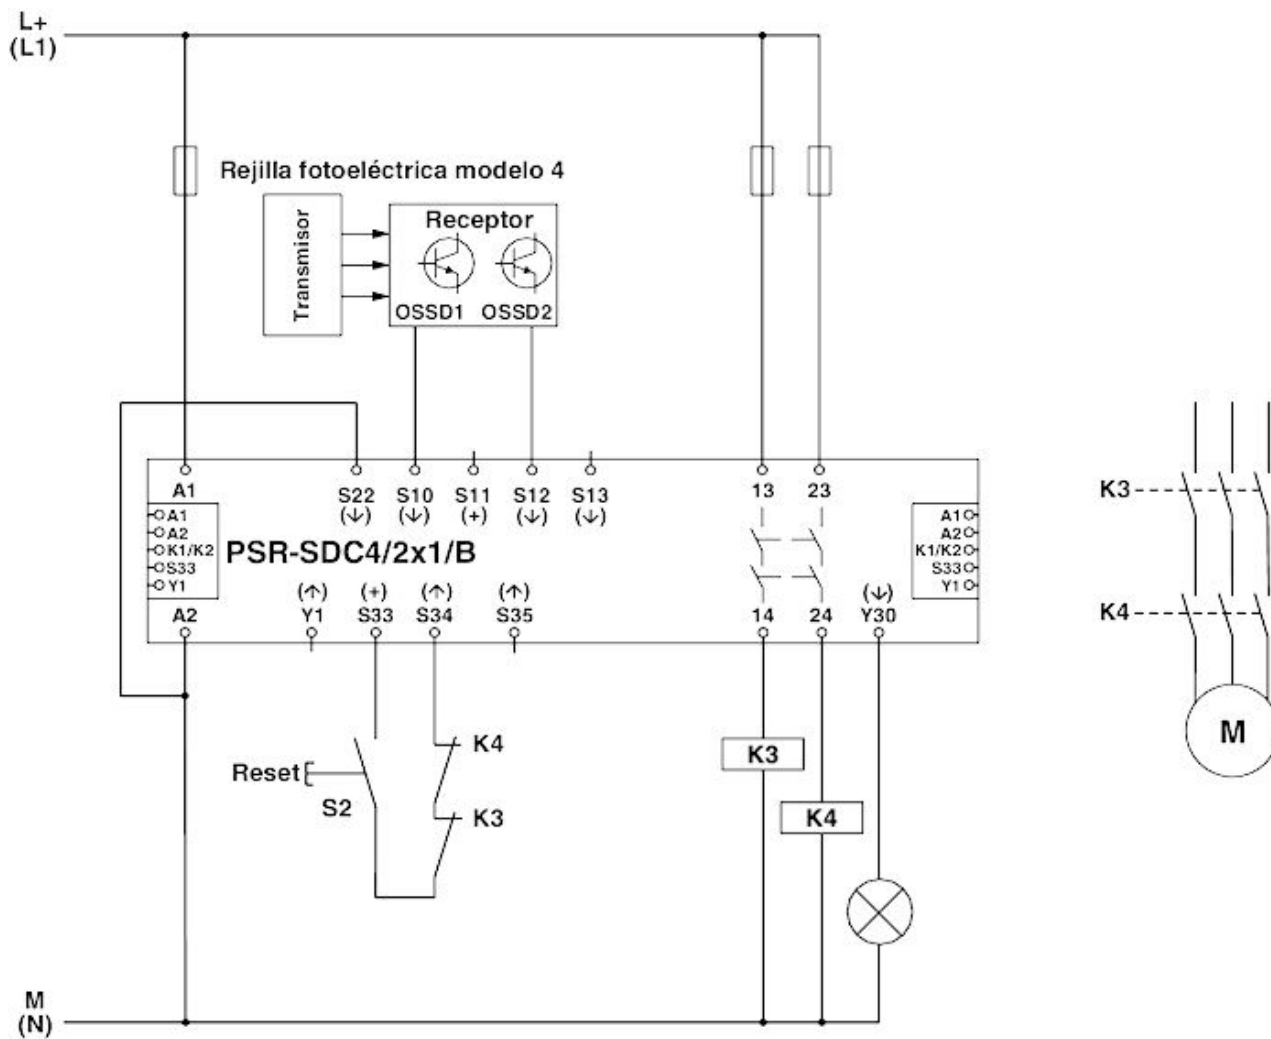 L+
(L1)
Rejilla fotoeléctrica modelo 4
Transmisor
Receptor
OSSD1 OSSD2
A1 S22 S10 S11 S12 S13 13 23
(↓) (↓) (+) (↓) (↓)
A1
A2
K1/K2
S33
Y1
PSR-SDC4/2x1/B
A1
A2
K1/K2
S33
Y1
(↑) (+) (↑) (↑) (↓)
A2 Y1 S33 S34 S35 14 24 Y30
K3
K4
M
Reset
S2
K4
K3
K3
K4
M
(N)